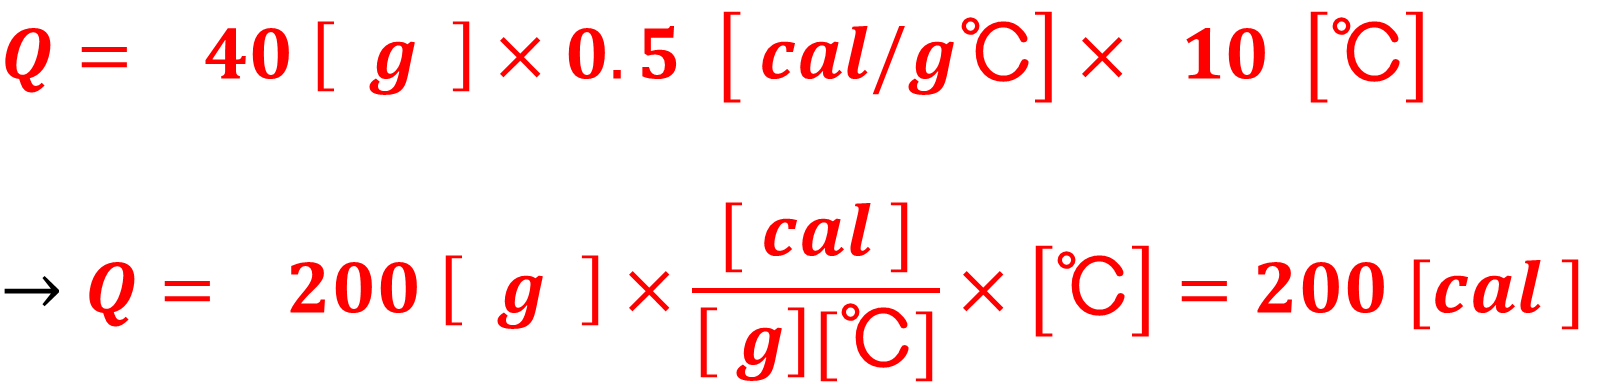 Q = 40 [ g ] × 0.5 [ cal/g℃] × 10 [℃]
→ Q = 200 [ g ] × [ cal ] / [ g][℃] × [℃] = 200 [cal ]